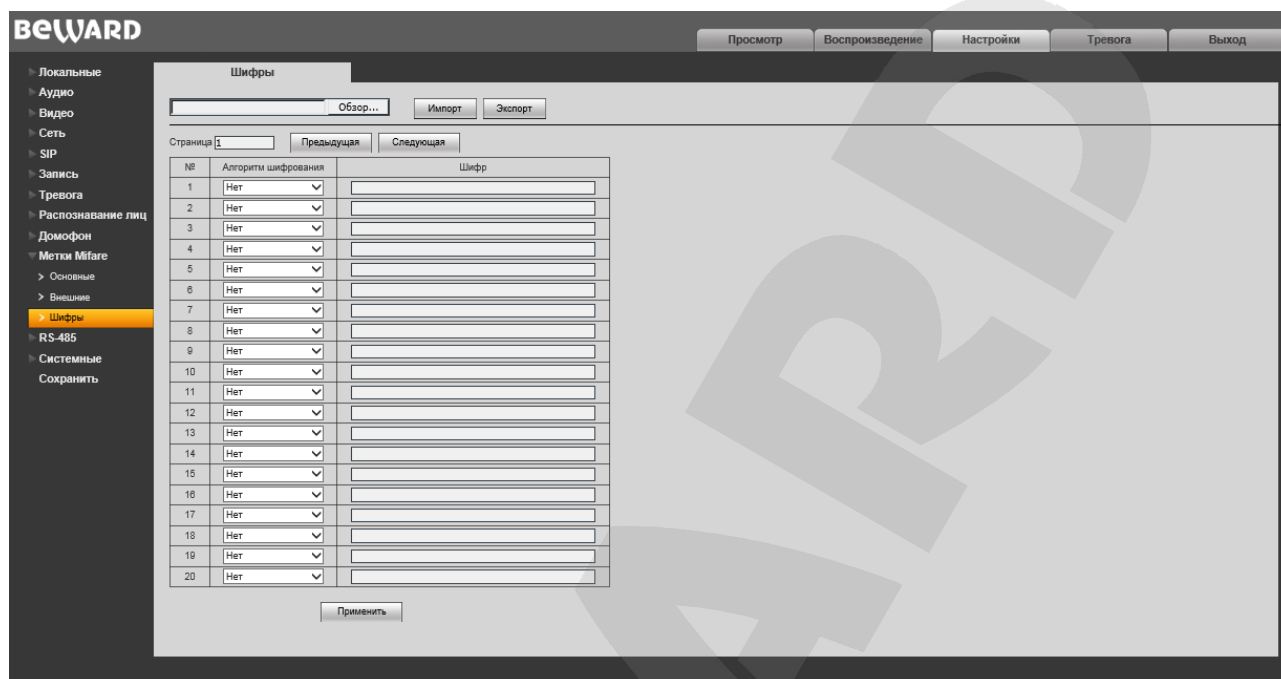 BEWARD
Просмотр Воспроизведение Настройки Тревога Выход
Локальные
Аудио
Видео
Сеть
SIP
Запись
Тревога
Распознавание лиц
Домофон
Метки Mifare
Основные
Внешние
Шифры
RS-485
Системные
Сохранить
Шифры
Обзор... Импорт Экспорт
Страница 1 Предыдущая Следующая
№ Алгоритм шифрования Шифр
1 Нет
2 Нет
3 Нет
4 Нет
5 Нет
6 Нет
7 Нет
8 Нет
9 Нет
10 Нет
11 Нет
12 Нет
13 Нет
14 Нет
15 Нет
16 Нет
17 Нет
18 Нет
19 Нет
20 Нет
Применить
ARD